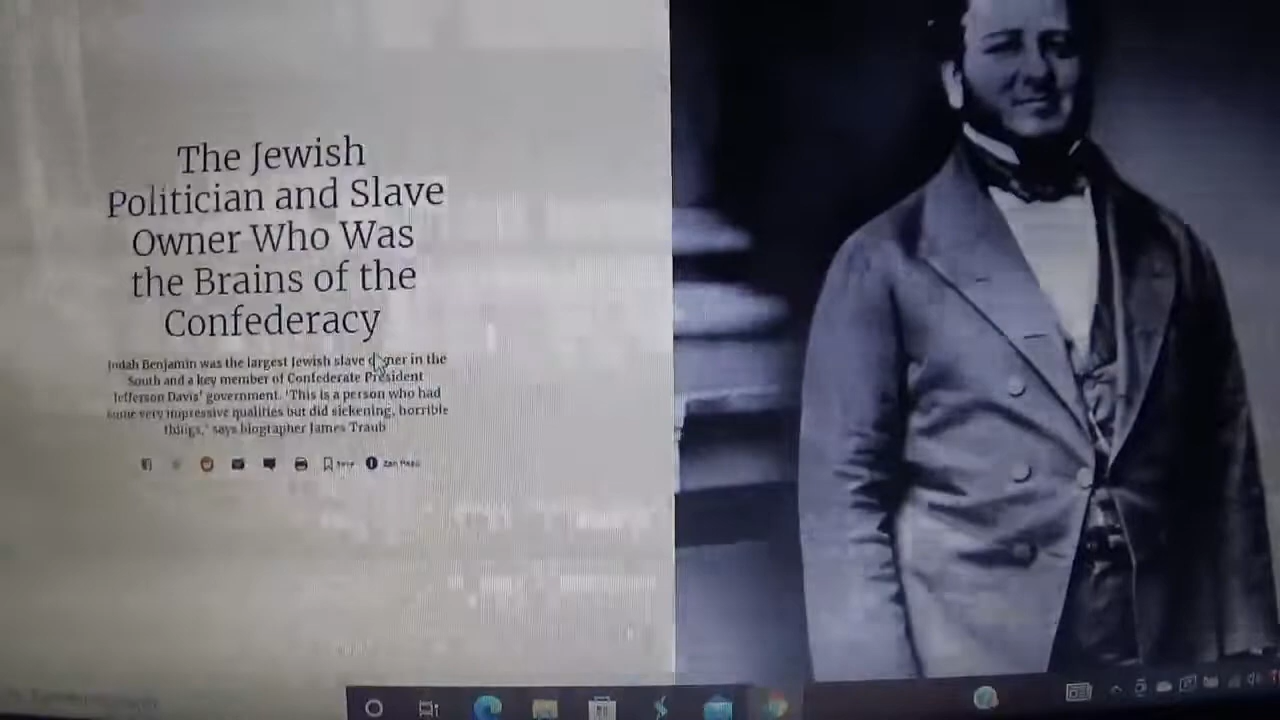 The Jewish
Politician and Slave
Owner Who Was
the Brains of the
Confederacy
Judah Benjamin was the largest Jewish slave owner in the
South and a key member of Confederate President
Jefferson Davis' government. 'This is a person who had
some very impressive qualities but did sickening, horrible
things,' says biographer James Traub